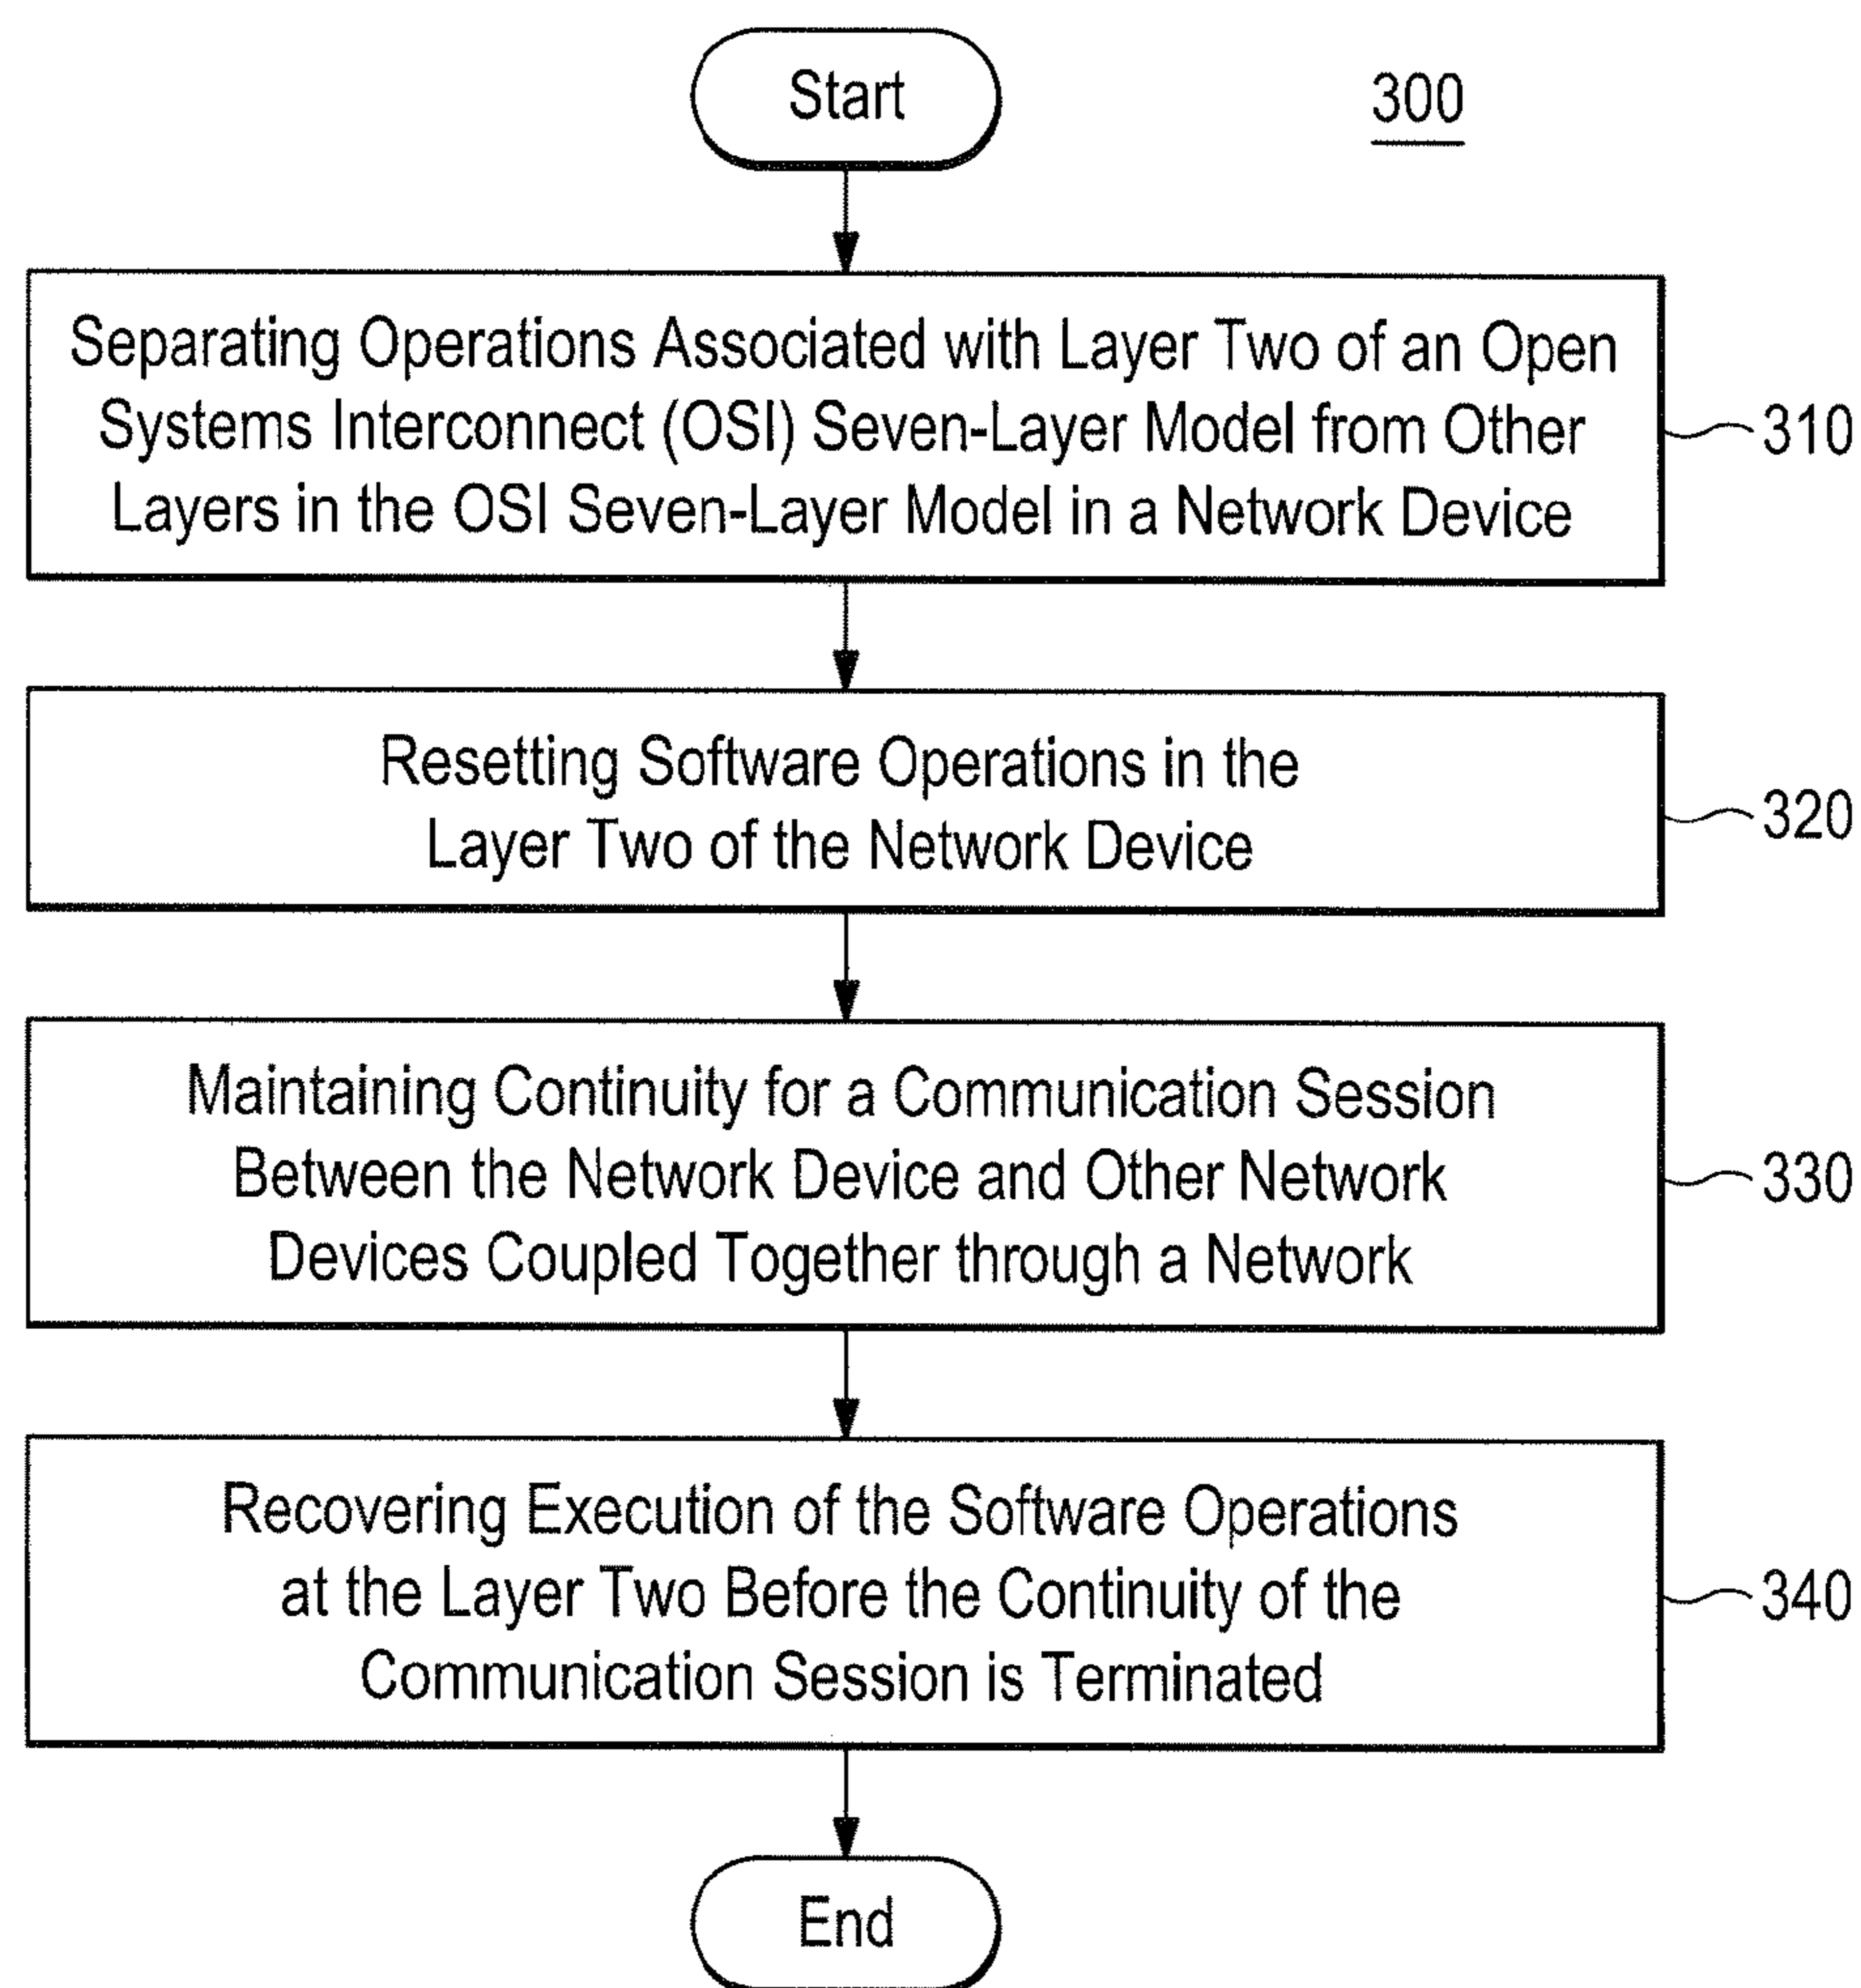 Start
300
Separating Operations Associated with Layer Two of an Open
Systems Interconnect (OSI) Seven-Layer Model from Other
Layers in the OSI Seven-Layer Model in a Network Device
310
Resetting Software Operations in the
Layer Two of the Network Device
320
Maintaining Continuity for a Communication Session
Between the Network Device and Other Network
Devices Coupled Together through a Network
330
Recovering Execution of the Software Operations
at the Layer Two Before the Continuity of the
Communication Session is Terminated
340
End